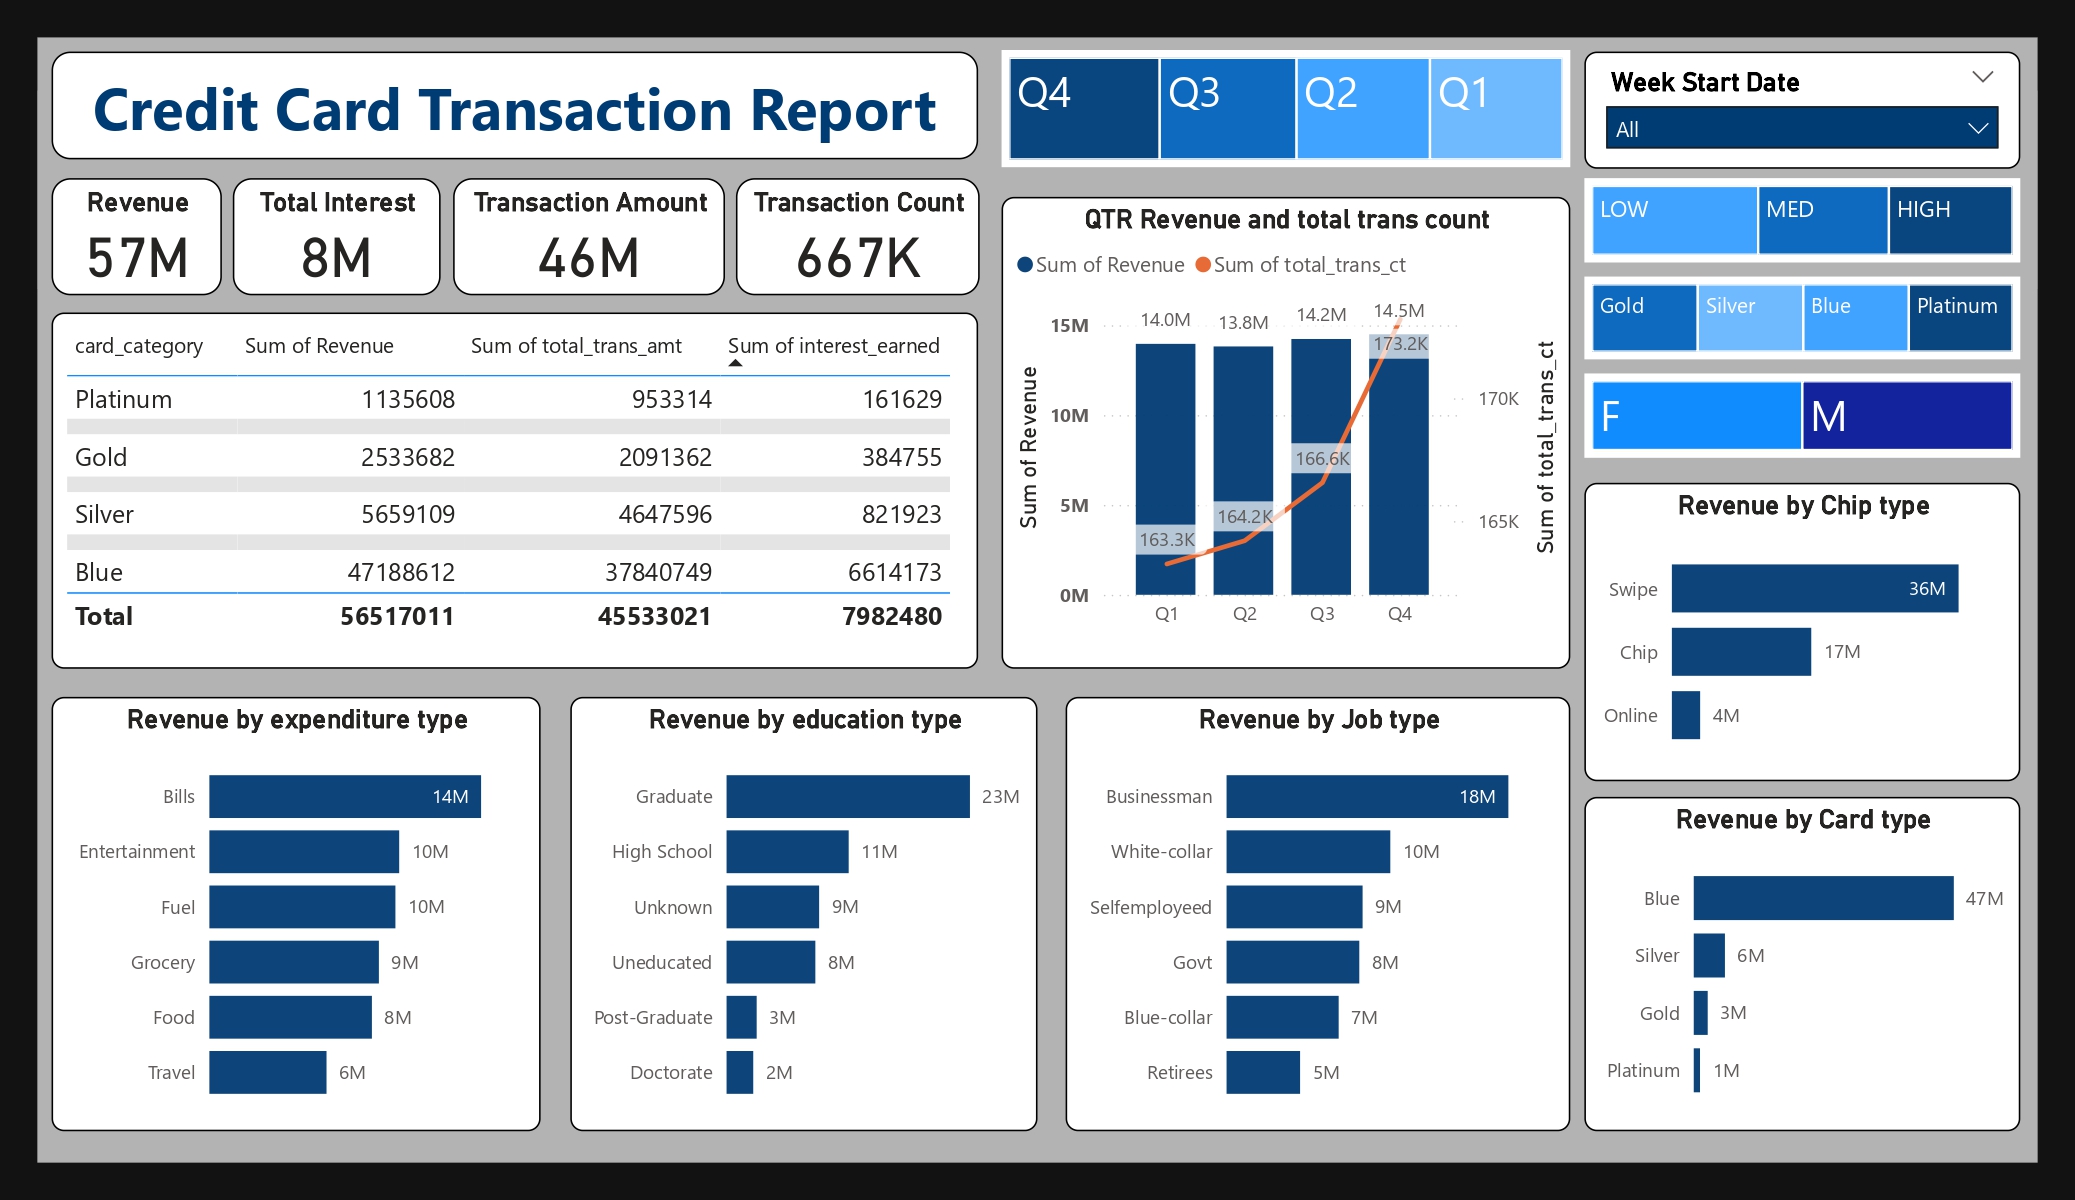 Credit Card Transaction Report
Q4 Q3 Q2 Q1
Week Start Date
All
Revenue
57M
Total Interest
8M
Transaction Amount
46M
Transaction Count
667K
LOW MED HIGH
Gold Silver Blue Platinum
F M
card_category Sum of Revenue Sum of total_trans_amt Sum of interest_earned
Platinum 1135608 953314 161629
Gold 2533682 2091362 384755
Silver 5659109 4647596 821923
Blue 47188612 37840749 6614173
Total 56517011 45533021 7982480
QTR Revenue and total trans count
Sum of Revenue Sum of total_trans_ct
14.0M 13.8M 14.2M 14.5M
15M
10M
5M
0M
173.2K
166.6K
164.2K
163.3K
170K
165K
Sum of Revenue
Sum of total_trans_ct
Q1 Q2 Q3 Q4
Revenue by Chip type
Swipe 36M
Chip 17M
Online 4M
Revenue by expenditure type
Bills 14M
Entertainment 10M
Fuel 10M
Grocery 9M
Food 8M
Travel 6M
Revenue by education type
Graduate 23M
High School 11M
Unknown 9M
Uneducated 8M
Post-Graduate 3M
Doctorate 2M
Revenue by Job type
Businessman 18M
White-collar 10M
Selfemployeed 9M
Govt 8M
Blue-collar 7M
Retirees 5M
Revenue by Card type
Blue 47M
Silver 6M
Gold 3M
Platinum 1M